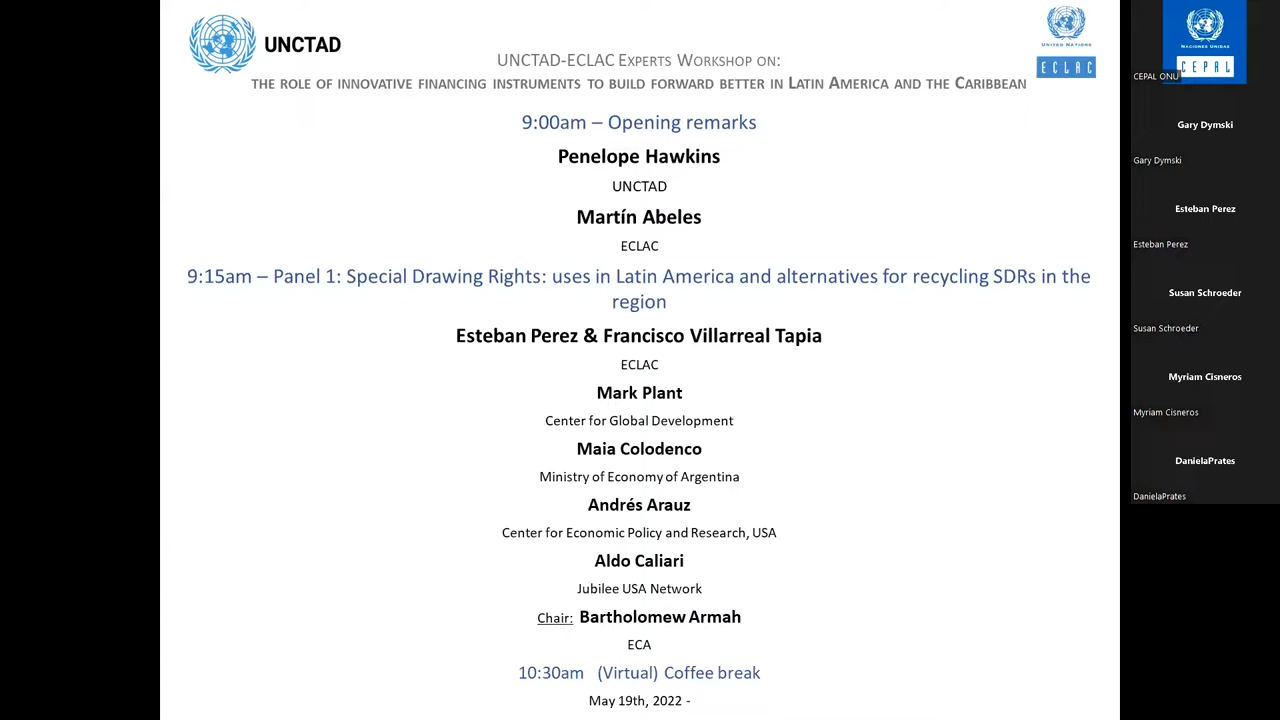 UNCTAD
UNCTAD-ECLAC EXPERTS WORKSHOP ON:
THE ROLE OF INNOVATIVE FINANCING INSTRUMENTS TO BUILD FORWARD BETTER IN LATIN AMERICA AND THE CARIBBEAN
UNITED NATIONS
ECLAC
9:00am – Opening remarks
Penelope Hawkins
UNCTAD
Martín Abeles
ECLAC
9:15am – Panel 1: Special Drawing Rights: uses in Latin America and alternatives for recycling SDRs in the
region
Esteban Perez & Francisco Villarreal Tapia
ECLAC
Mark Plant
Center for Global Development
Maia Colodenco
Ministry of Economy of Argentina
Andrés Arauz
Center for Economic Policy and Research, USA
Aldo Caliari
Jubilee USA Network
Chair: Bartholomew Armah
ECA
10:30am (Virtual) Coffee break
May 19th, 2022 -
NACIONES UNIDAS
CEPAL
CEPAL ONU
Gary Dymski
Gary Dymski
Esteban Perez
Esteban Perez
Susan Schroeder
Susan Schroeder
Myriam Cisneros
Myriam Cisneros
DanielaPrates
DanielaPrates